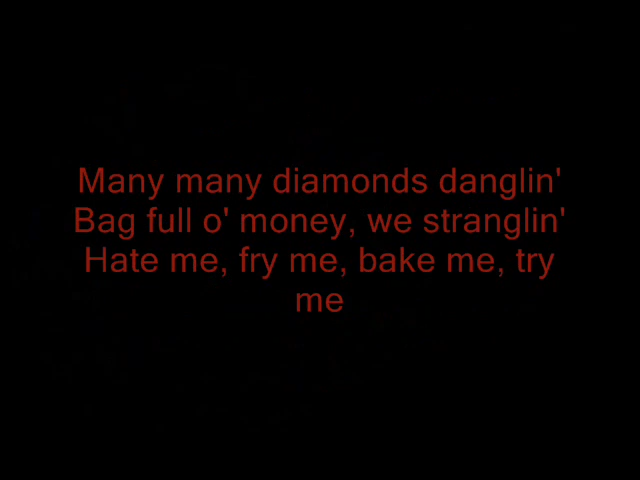 Many many diamonds danglin'
Bag full o' money, we stranglin'
Hate me, fry me, bake me, try
me